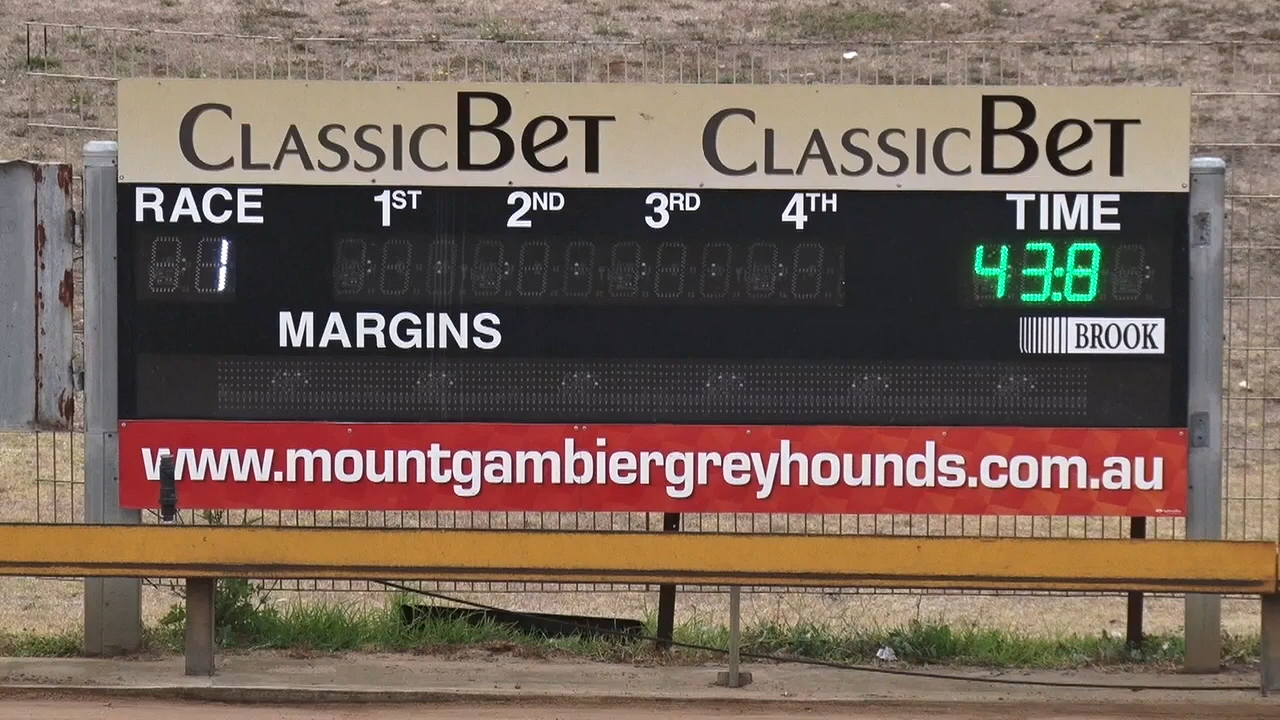 CLASSICBET CLASSICBET
RACE 1ST 2ND 3RD 4TH TIME
1 43:8
MARGINS BROOK
www.mountgambiergreyhounds.com.au